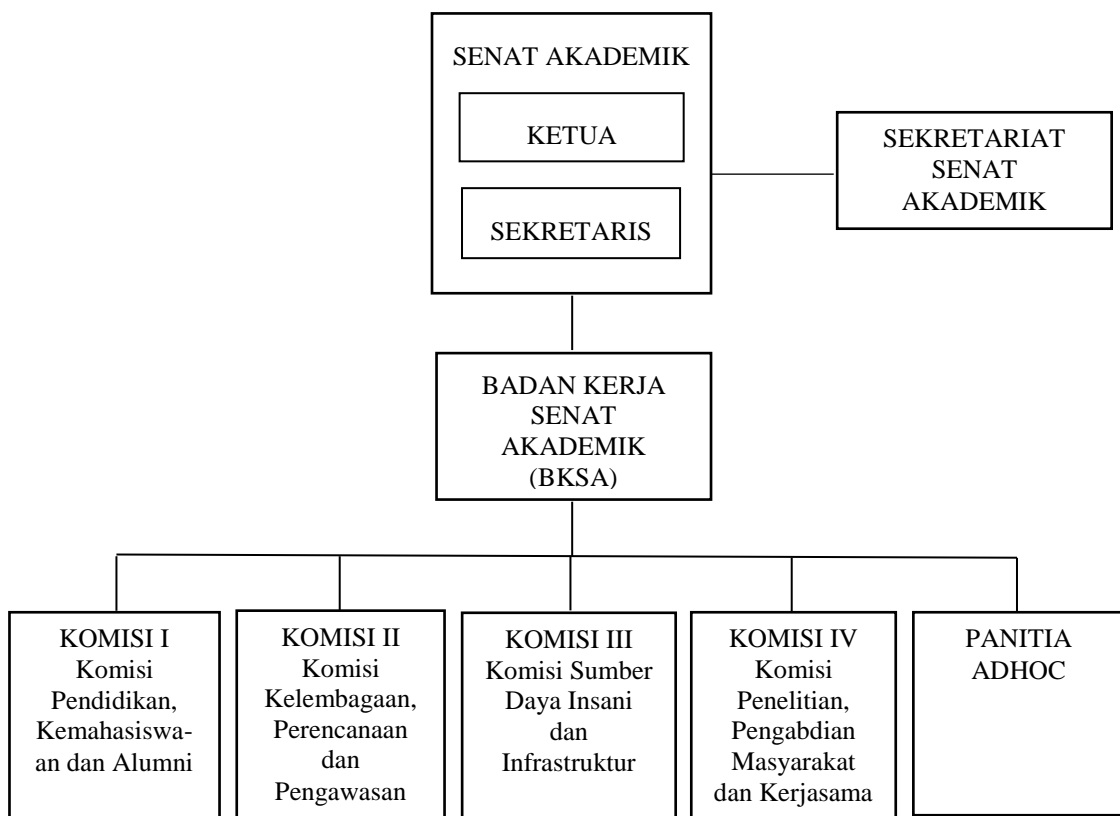 SENAT AKADEMIK
KETUA
SEKRETARIS
SEKRETARIAT
SENAT
AKADEMIK
BADAN KERJA
SENAT
AKADEMIK
(BKSA)
KOMISI I
Komisi
Pendidikan,
Kemahasiswa-
an dan Alumni
KOMISI II
Komisi
Kelembagaan,
Perencanaan
dan
Pengawasan
KOMISI III
Komisi Sumber
Daya Insani
dan
Infrastruktur
KOMISI IV
Komisi
Penelitian,
Pengabdian
Masyarakat
dan Kerjasama
PANITIA
ADHOC